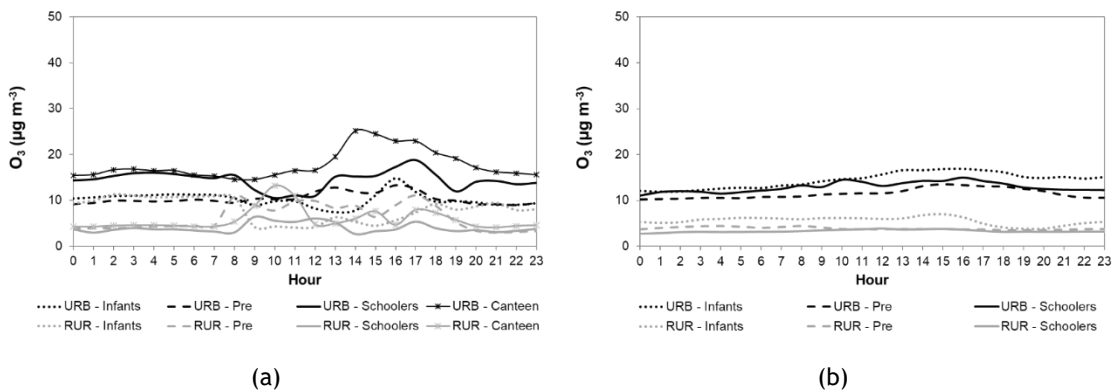 50
40
30
20
10
0
O₃ (µg m⁻³)
0 1 2 3 4 5 6 7 8 9 10 11 12 13 14 15 16 17 18 19 20 21 22 23
Hour
URB - Infants URB - Pre URB - Schoolers URB - Canteen
RUR - Infants RUR - Pre RUR - Schoolers RUR - Canteen
(a)
50
40
30
20
10
0
O₃ (µg m⁻³)
0 1 2 3 4 5 6 7 8 9 10 11 12 13 14 15 16 17 18 19 20 21 22 23
Hour
URB - Infants URB - Pre URB - Schoolers
RUR - Infants RUR - Pre RUR - Schoolers
(b)